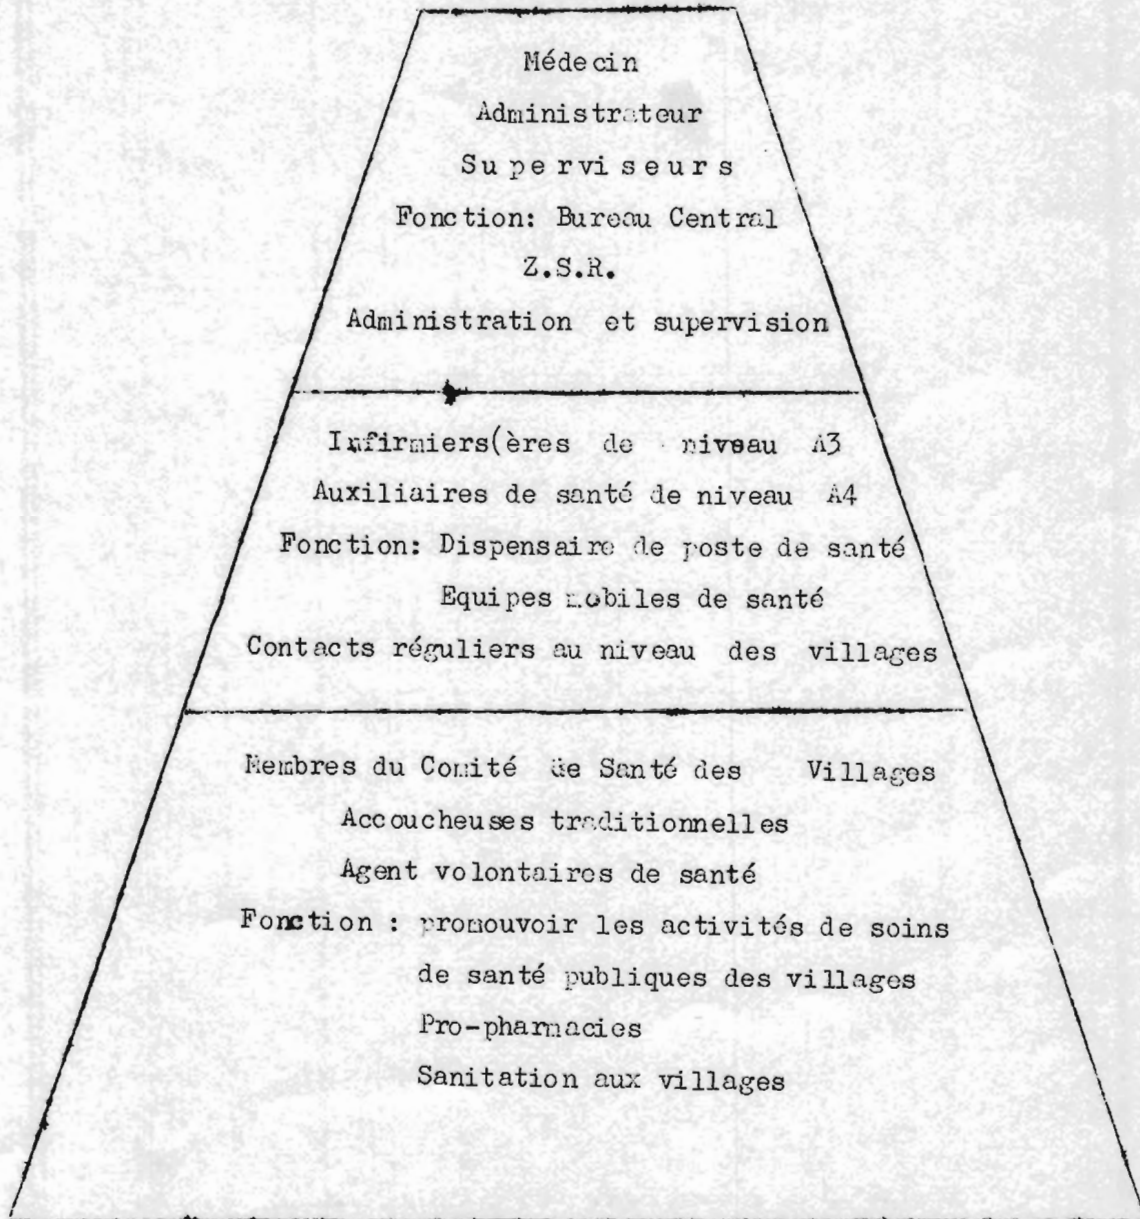 Médecin
Administrateur
Superviseurs
Fonction: Bureau Central
Z.S.R.
Administration et supervision
Infirmiers(ères de niveau A3
Auxiliaires de santé de niveau A4
Fonction: Dispensaire de poste de santé
Equipes mobiles de santé
Contacts réguliers au niveau des villages
Membres du Comité de Santé des Villages
Accoucheuses traditionnelles
Agent volontaires de santé
Fonction : promouvoir les activités de soins
de santé publiques des villages
Pro-pharmacies
Sanitation aux villages